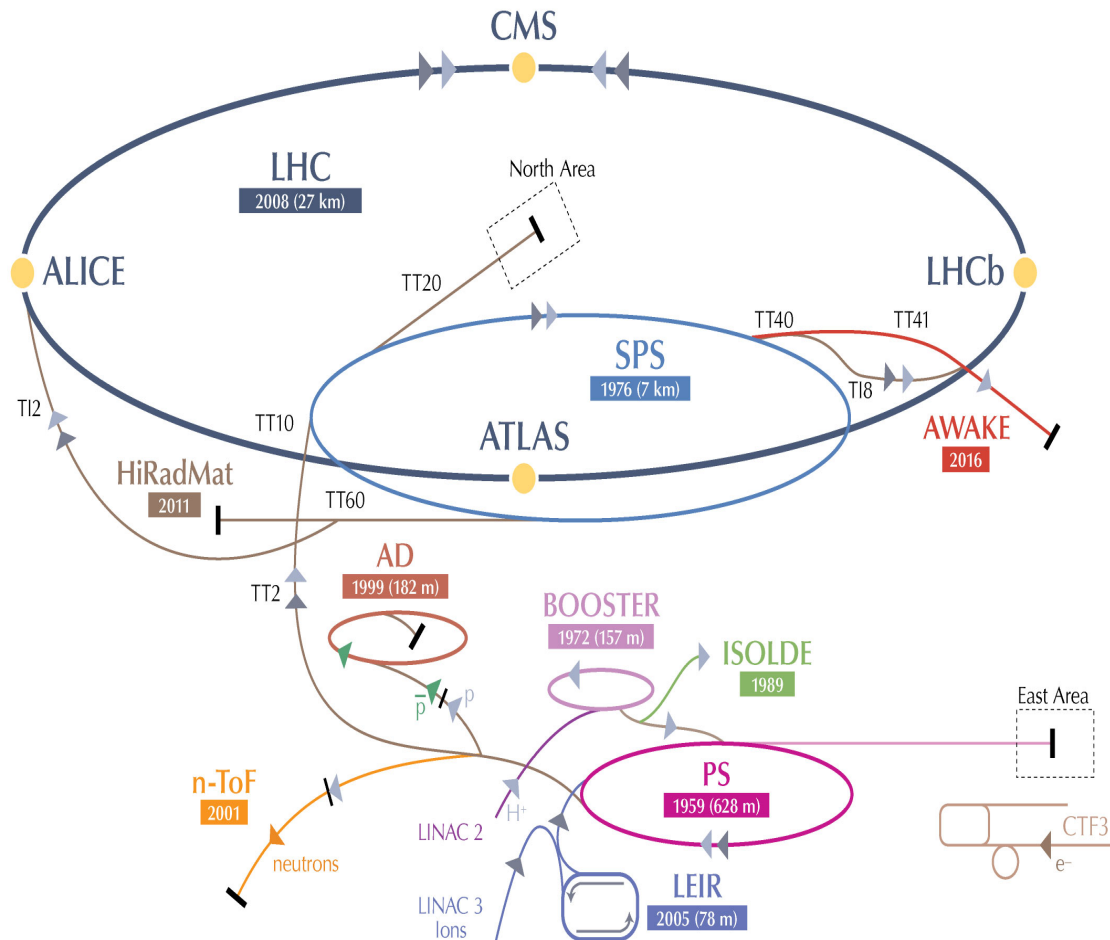 CMS
LHC
2008 (27 km)
North Area
ALICE
LHCb
TT20
TT40
TT41
SPS
1976 (7 km)
TI8
TI2
TT10
ATLAS
AWAKE
2016
HiRadMat
2011
TT60
AD
1999 (182 m)
TT2
BOOSTER
1972 (157 m)
ISOLDE
1989
p̅
p
East Area
n-ToF
2001
PS
1959 (628 m)
H⁺
LINAC 2
neutrons
CTF3
e⁻
LEIR
2005 (78 m)
LINAC 3
Ions